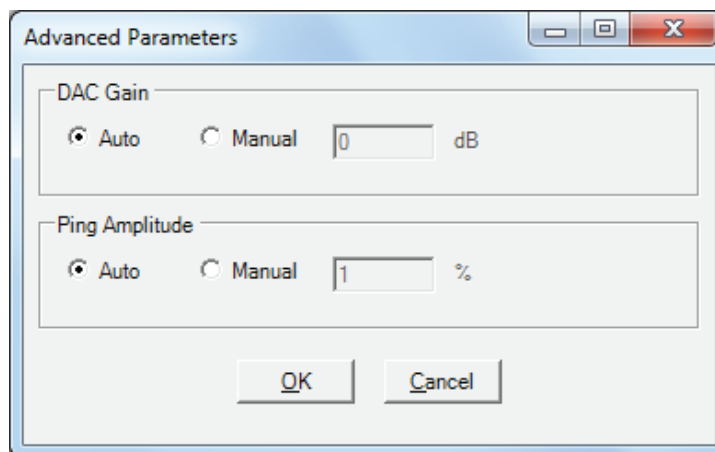 Advanced Parameters
DAC Gain
Auto Manual 0 dB
Ping Amplitude
Auto Manual 1 %
OK Cancel